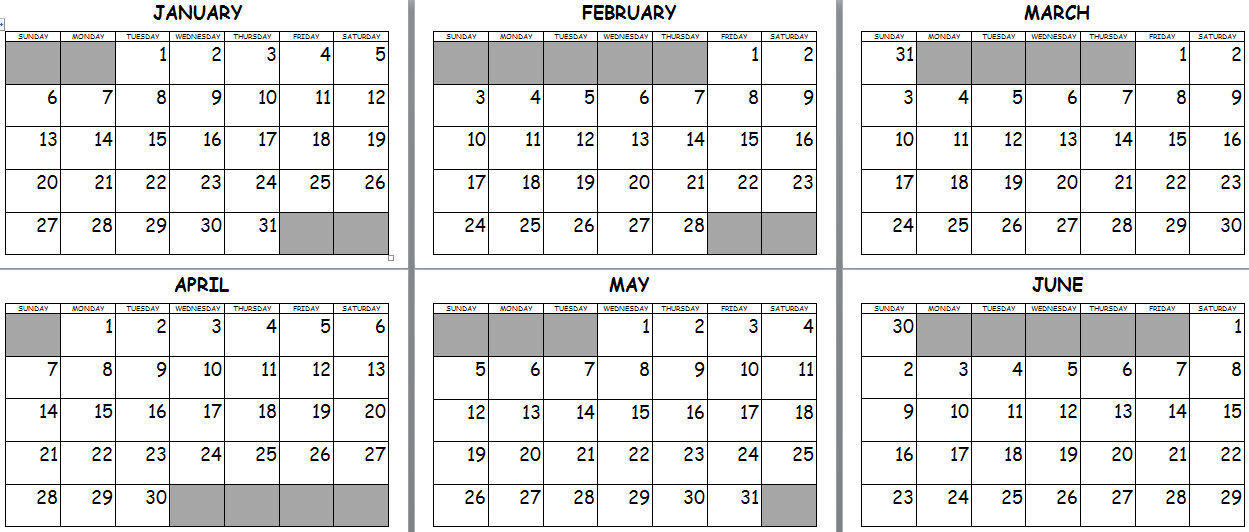 JANUARY
SUNDAY MONDAY TUESDAY WEDNESDAY THURSDAY FRIDAY SATURDAY
1 2 3 4 5
6 7 8 9 10 11 12
13 14 15 16 17 18 19
20 21 22 23 24 25 26
27 28 29 30 31
FEBRUARY
SUNDAY MONDAY TUESDAY WEDNESDAY THURSDAY FRIDAY SATURDAY
1 2
3 4 5 6 7 8 9
10 11 12 13 14 15 16
17 18 19 20 21 22 23
24 25 26 27 28
MARCH
SUNDAY MONDAY TUESDAY WEDNESDAY THURSDAY FRIDAY SATURDAY
31 1 2
3 4 5 6 7 8 9
10 11 12 13 14 15 16
17 18 19 20 21 22 23
24 25 26 27 28 29 30
APRIL
SUNDAY MONDAY TUESDAY WEDNESDAY THURSDAY FRIDAY SATURDAY
1 2 3 4 5 6
7 8 9 10 11 12 13
14 15 16 17 18 19 20
21 22 23 24 25 26 27
28 29 30
MAY
SUNDAY MONDAY TUESDAY WEDNESDAY THURSDAY FRIDAY SATURDAY
1 2 3 4
5 6 7 8 9 10 11
12 13 14 15 16 17 18
19 20 21 22 23 24 25
26 27 28 29 30 31
JUNE
SUNDAY MONDAY TUESDAY WEDNESDAY THURSDAY FRIDAY SATURDAY
30 1
2 3 4 5 6 7 8
9 10 11 12 13 14 15
16 17 18 19 20 21 22
23 24 25 26 27 28 29